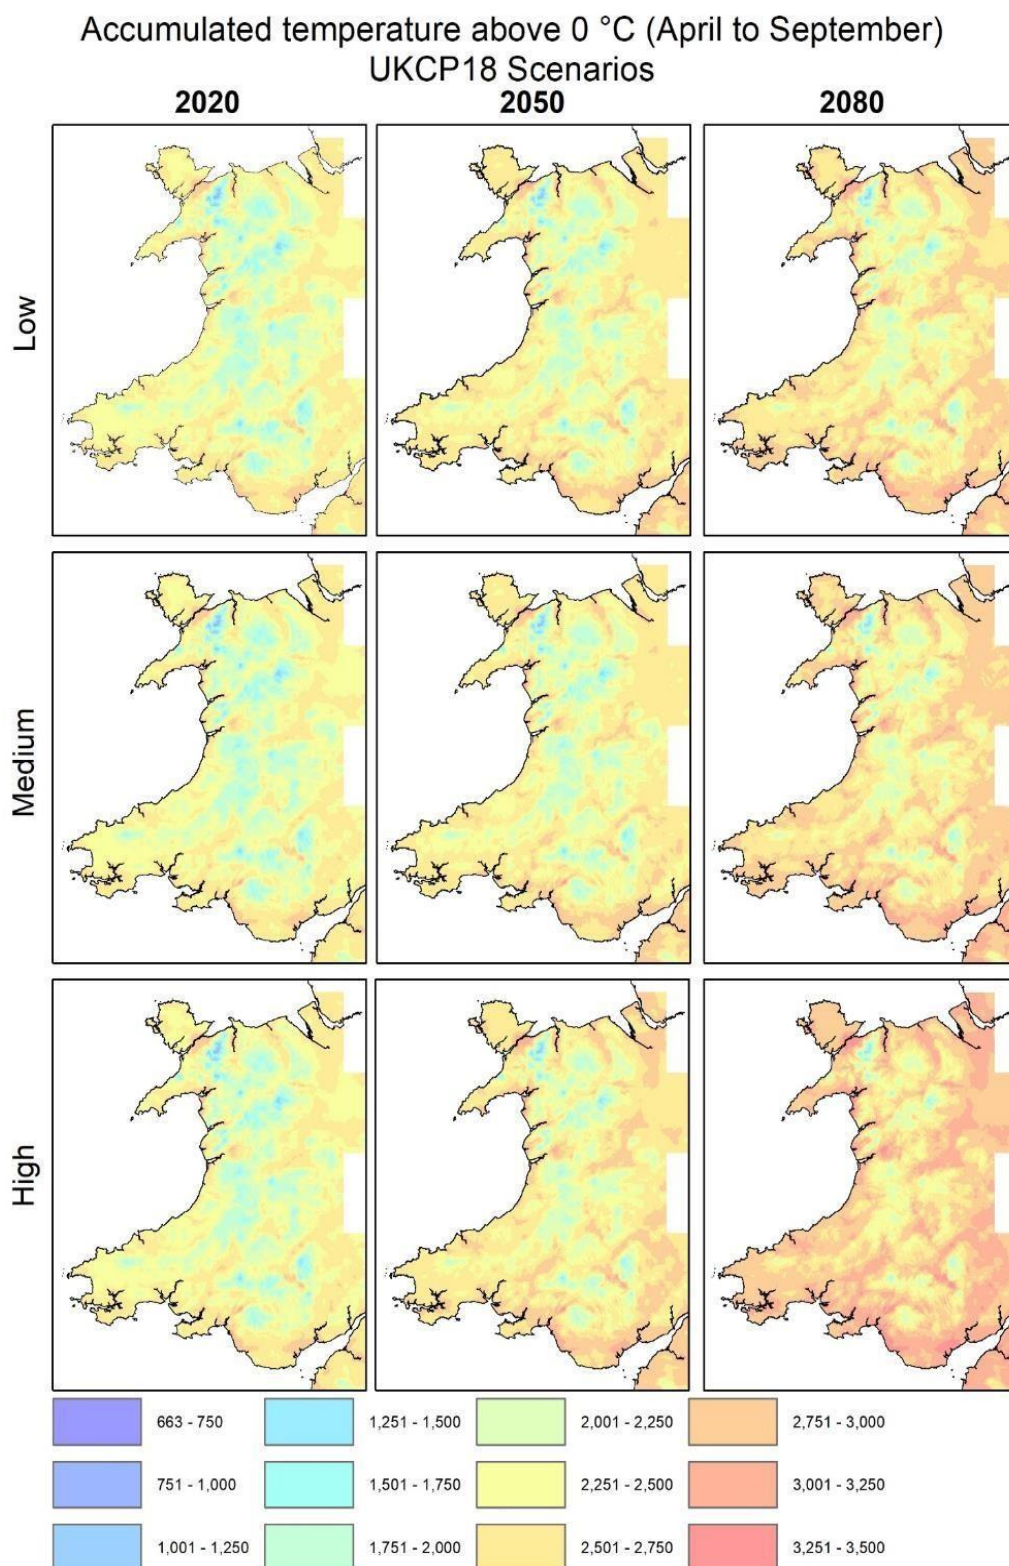 Accumulated temperature above 0 °C (April to September)
UKCP18 Scenarios
2020 2050 2080
Low
Medium
High
663 - 750 1,251 - 1,500 2,001 - 2,250 2,751 - 3,000
751 - 1,000 1,501 - 1,750 2,251 - 2,500 3,001 - 3,250
1,001 - 1,250 1,751 - 2,000 2,501 - 2,750 3,251 - 3,500